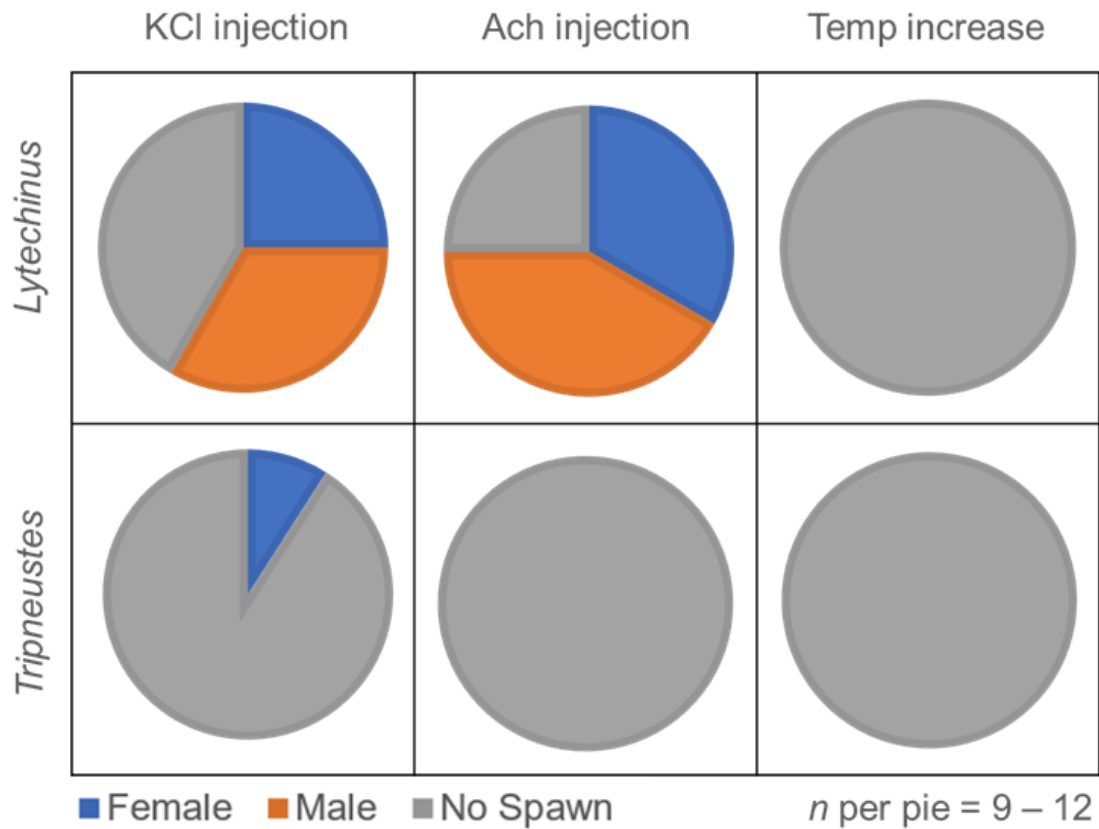 KCl injection Ach injection Temp increase
Lytechinus
Tripneustes
Female Male No Spawn n per pie = 9 – 12